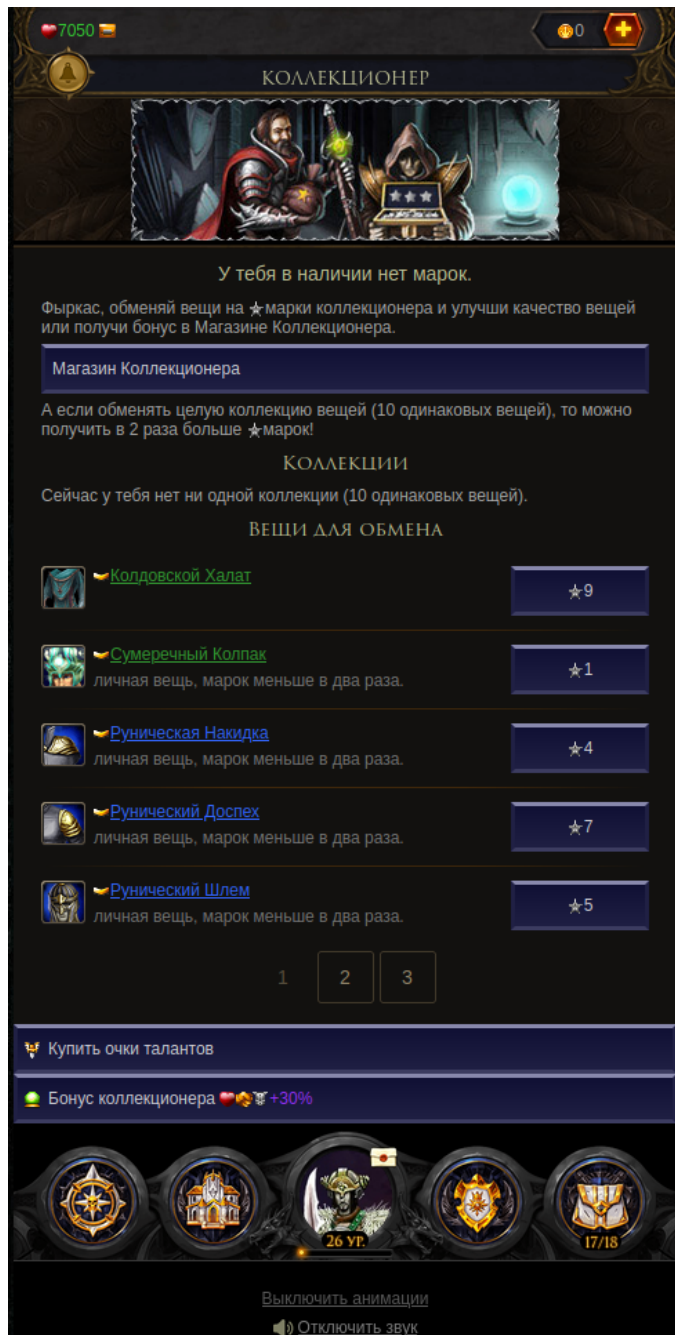 7050
0
КОЛЛЕКЦИОНЕР
У тебя в наличии нет марок.
Фыркас, обменяй вещи на марки коллекционера и улучши качество вещей
или получи бонус в Магазине Коллекционера.
Магазин Коллекционера
А если обменять целую коллекцию вещей (10 одинаковых вещей), то можно
получить в 2 раза больше марок!
Коллекции
Сейчас у тебя нет ни одной коллекции (10 одинаковых вещей).
Вещи для обмена
Колдовской Халат
9
Сумеречный Колпак
личная вещь, марок меньше в два раза.
1
Руническая Накидка
личная вещь, марок меньше в два раза.
4
Рунический Доспех
личная вещь, марок меньше в два раза.
7
Рунический Шлем
личная вещь, марок меньше в два раза.
5
1 2 3
Купить очки талантов
Бонус коллекционера +30%
26 УР.
17/18
Выключить анимации
Отключить звук